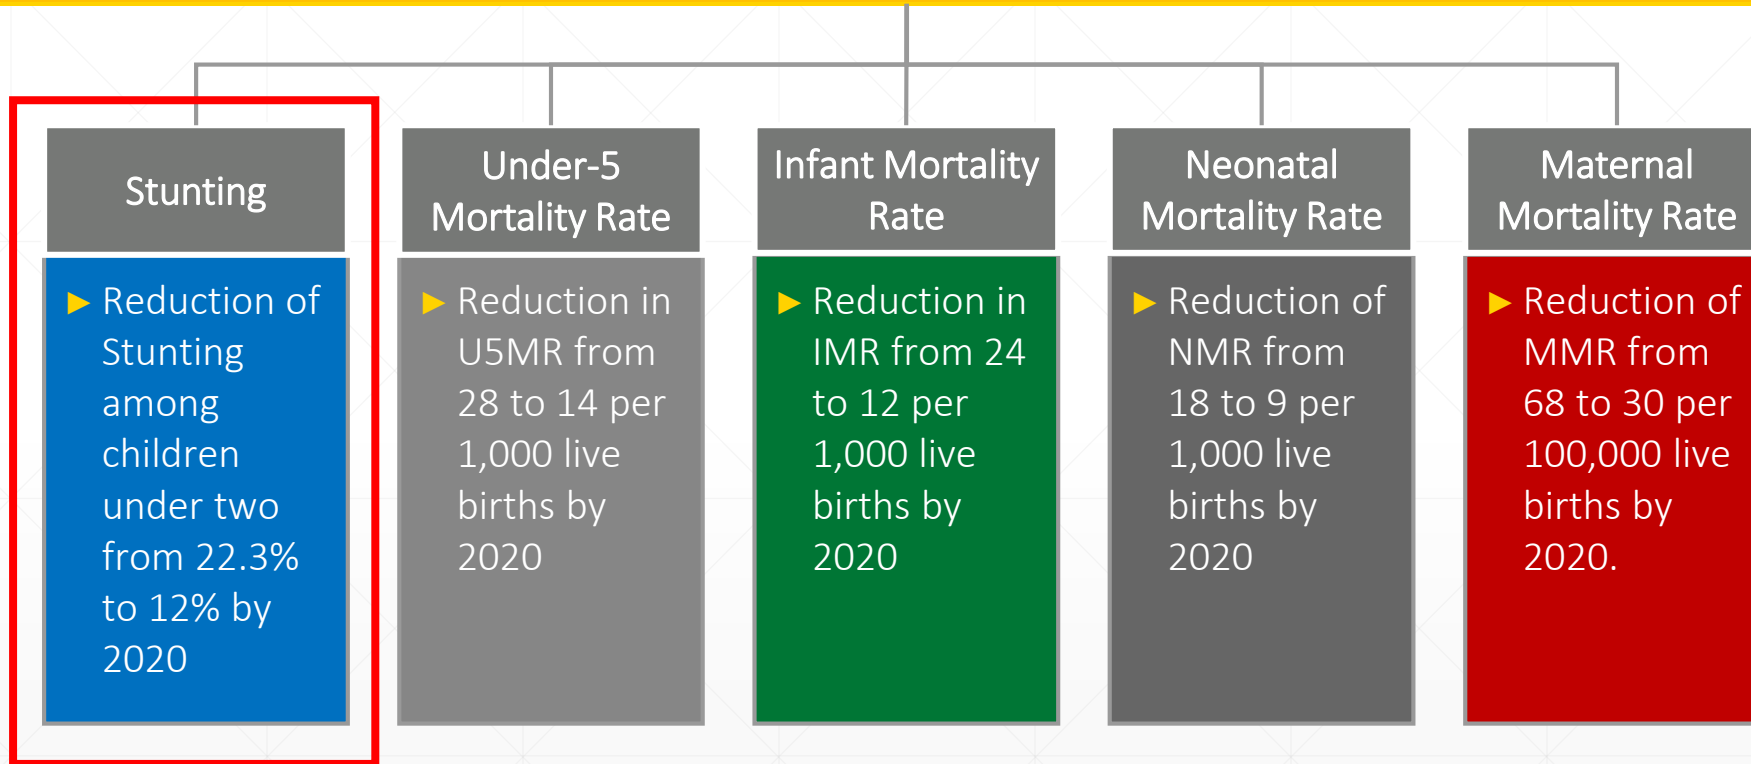 Stunting
► Reduction of
Stunting
among
children
under two
from 22.3%
to 12% by
2020
Under-5
Mortality Rate
► Reduction in
U5MR from
28 to 14 per
1,000 live
births by
2020
Infant Mortality
Rate
► Reduction in
IMR from 24
to 12 per
1,000 live
births by
2020
Neonatal
Mortality Rate
► Reduction of
NMR from
18 to 9 per
1,000 live
births by
2020
Maternal
Mortality Rate
► Reduction of
MMR from
68 to 30 per
100,000 live
births by
2020.